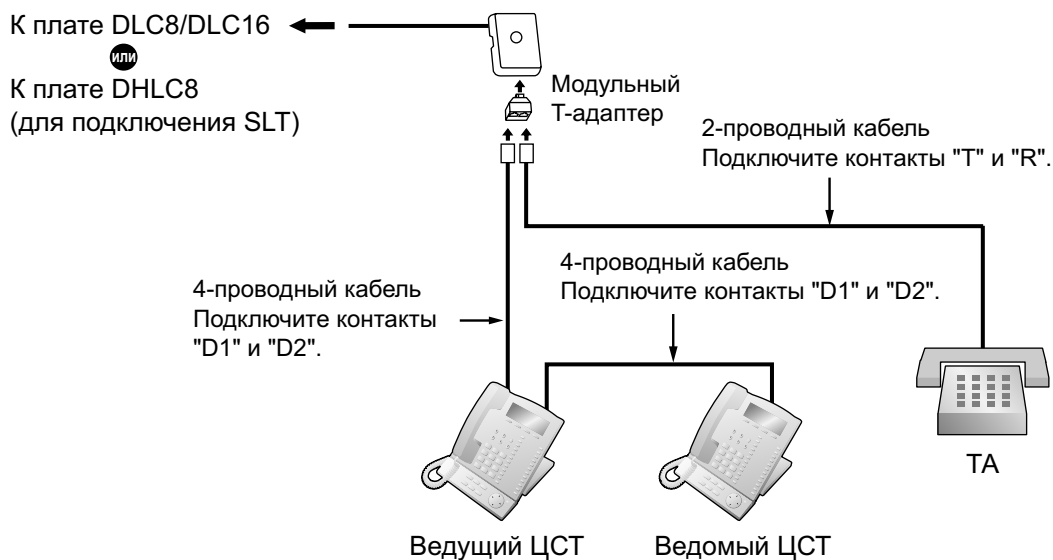 К плате DLC8/DLC16
или
К плате DHLC8
(для подключения SLT)
Модульный
Т-адаптер
2-проводный кабель
Подключите контакты "T" и "R".
4-проводный кабель
Подключите контакты "D1" и "D2".
4-проводный кабель
Подключите контакты
"D1" и "D2".
ТА
Ведущий ЦСТ
Ведомый ЦСТ